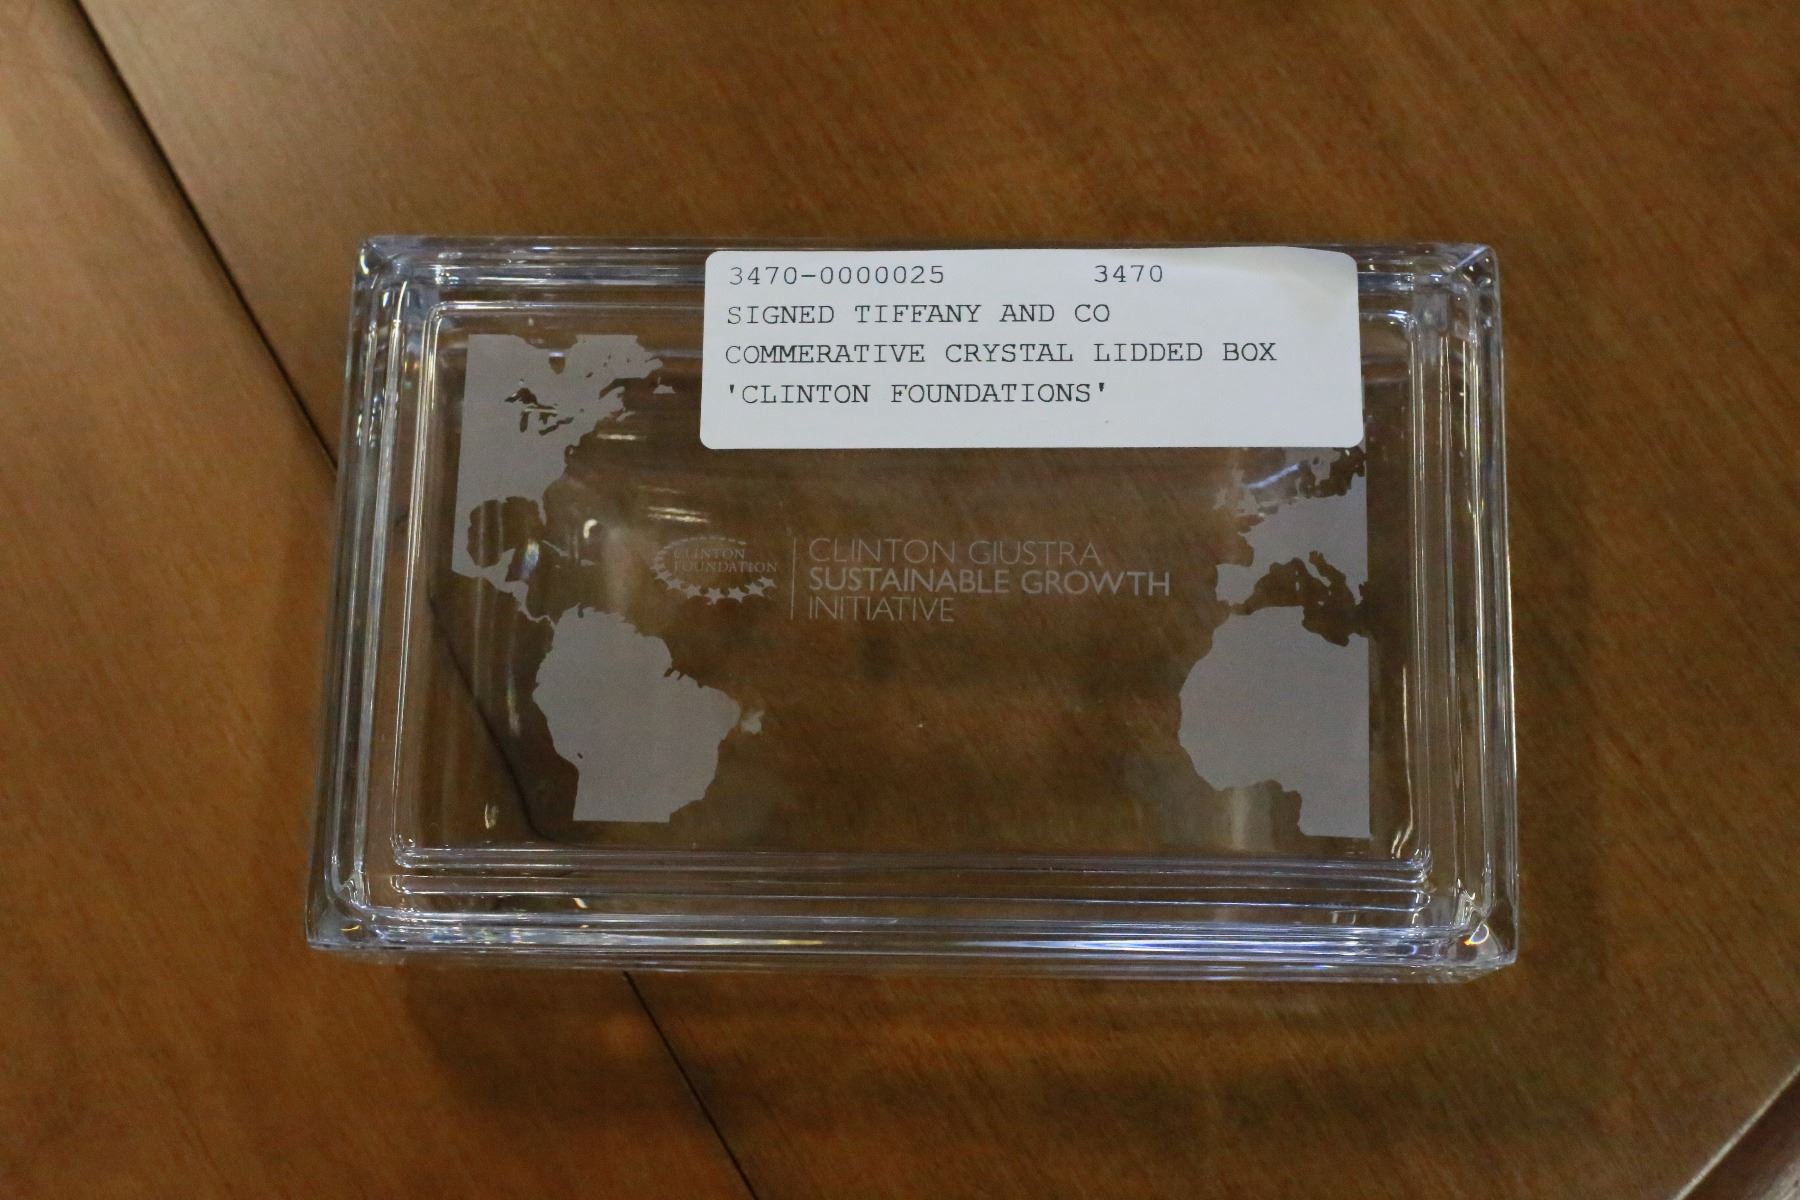 3470-0000025 3470
SIGNED TIFFANY AND CO
COMMERATIVE CRYSTAL LIDDED BOX
'CLINTON FOUNDATIONS'
CLINTON
FOUNDATION
CLINTON GIUSTRA
SUSTAINABLE GROWTH
INITIATIVE